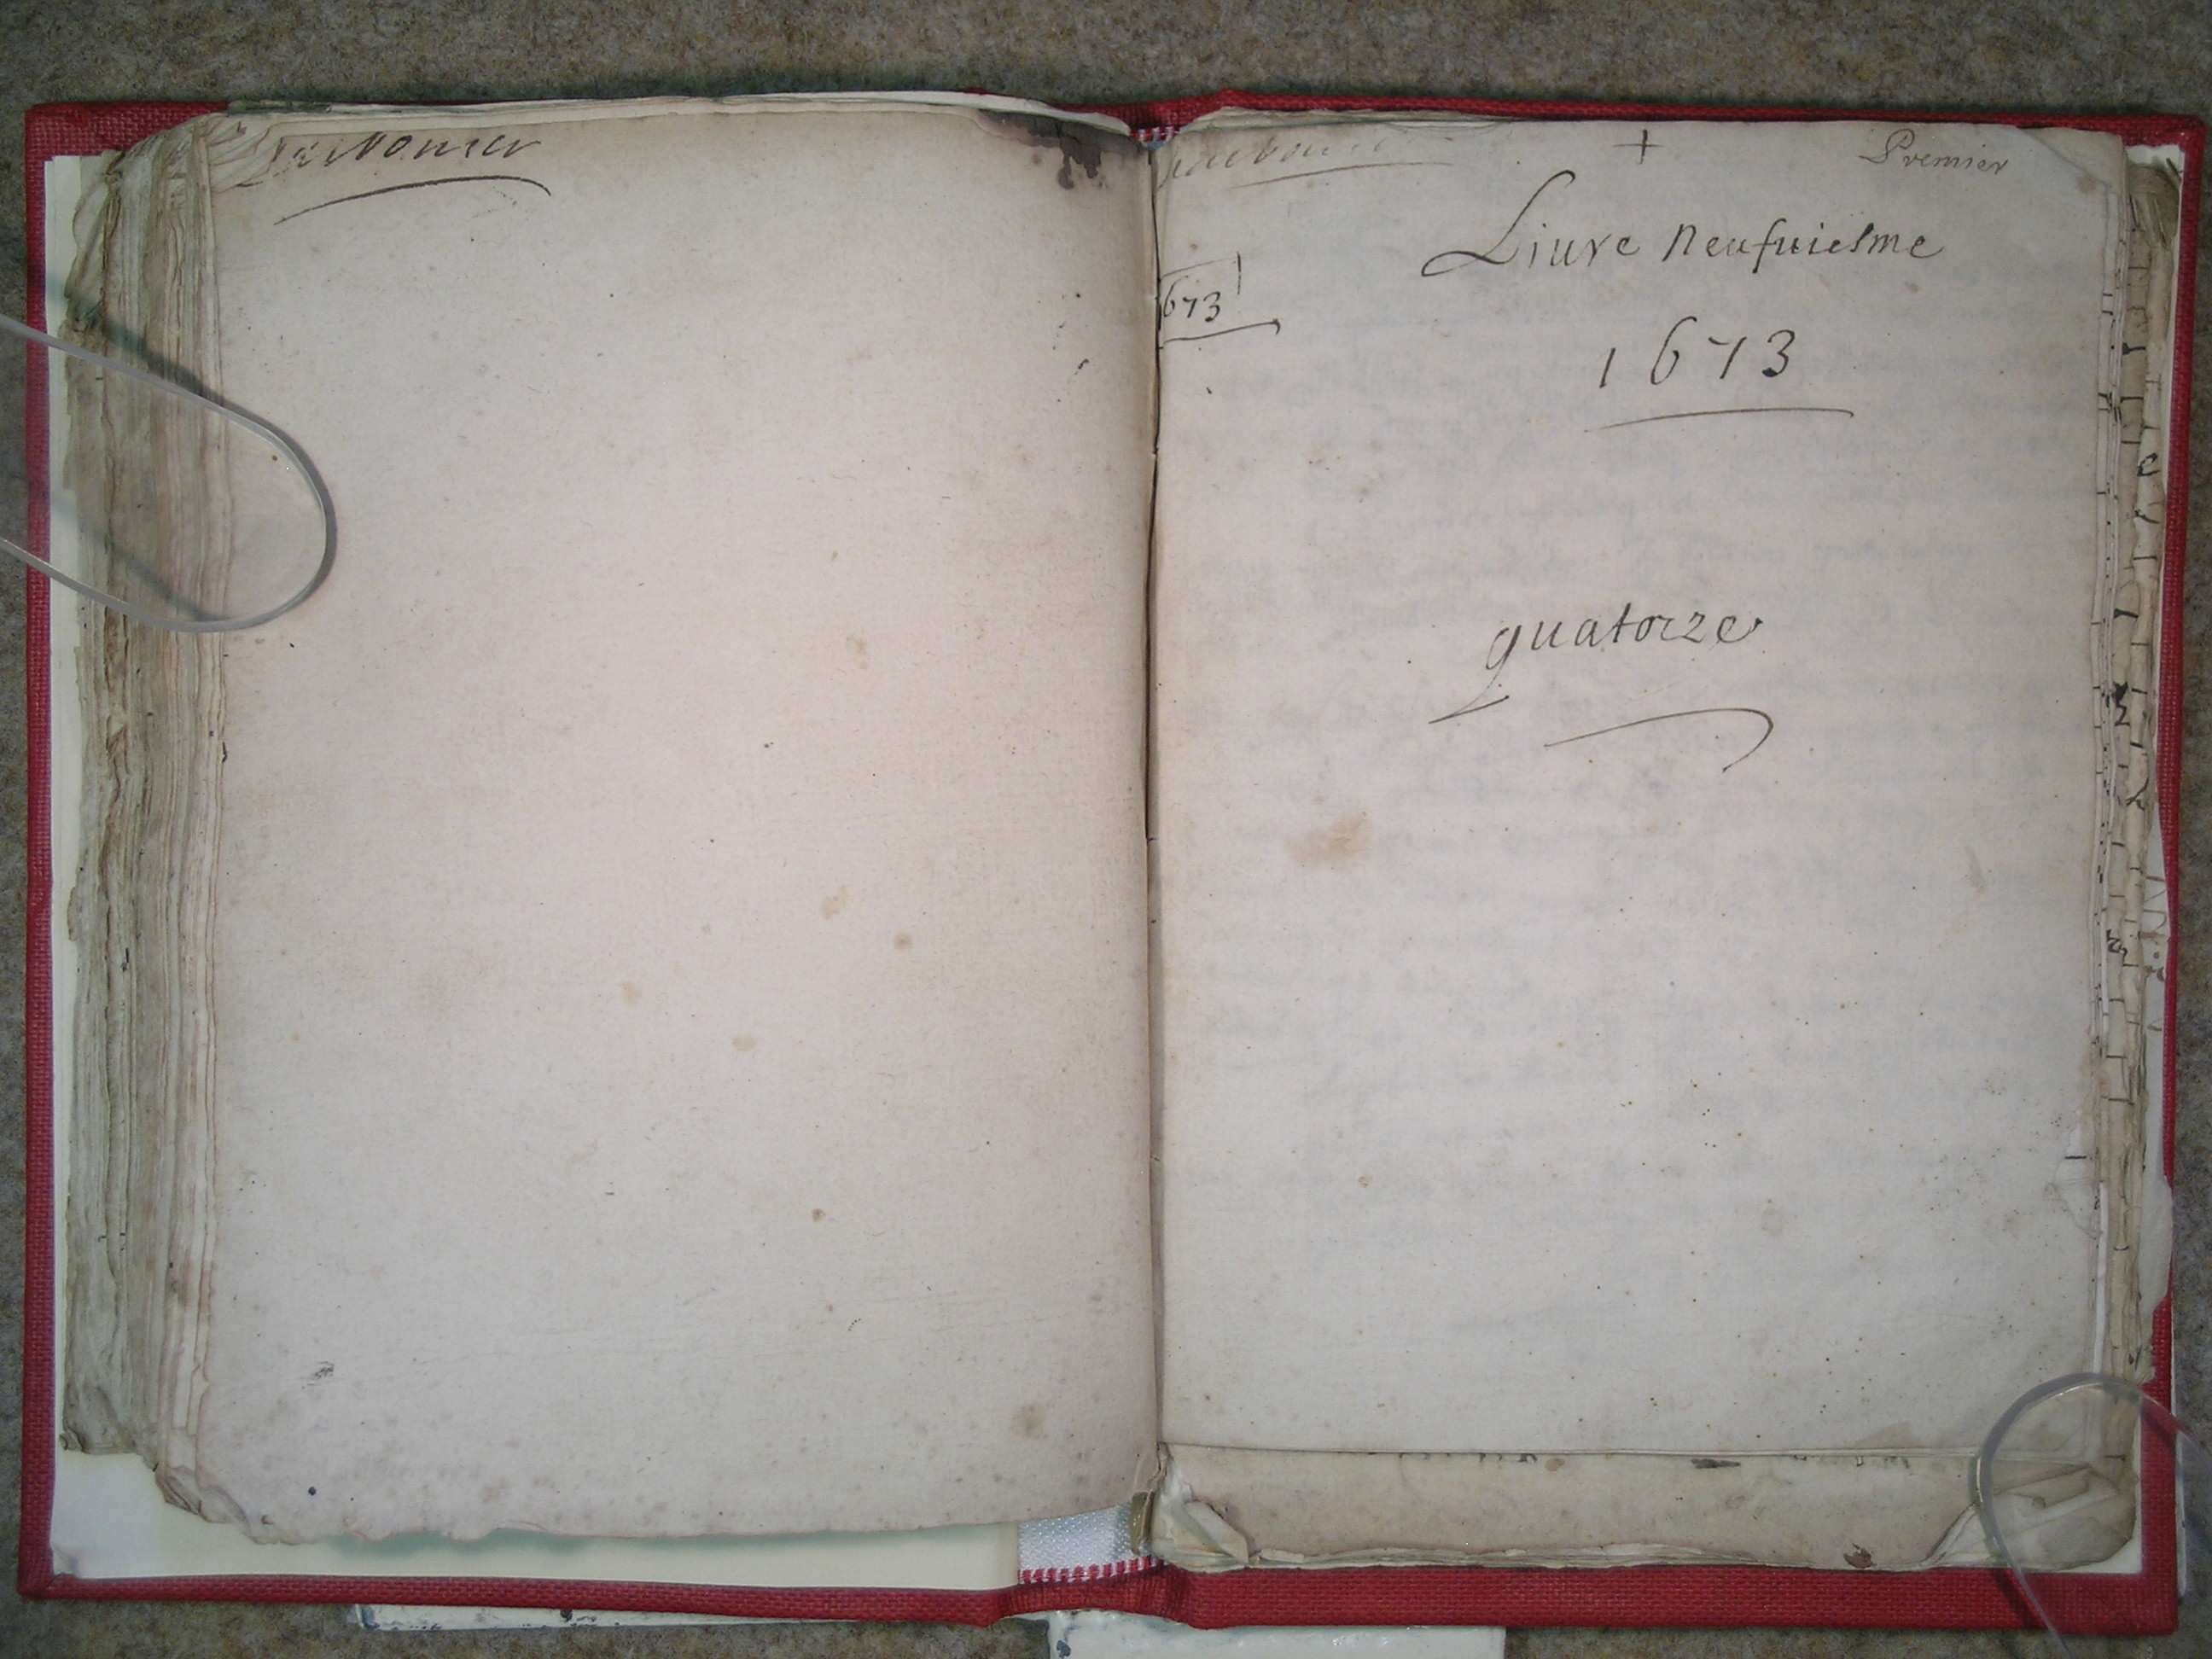 +
Premier
Liure neufuiesme
673
1673
quatorze